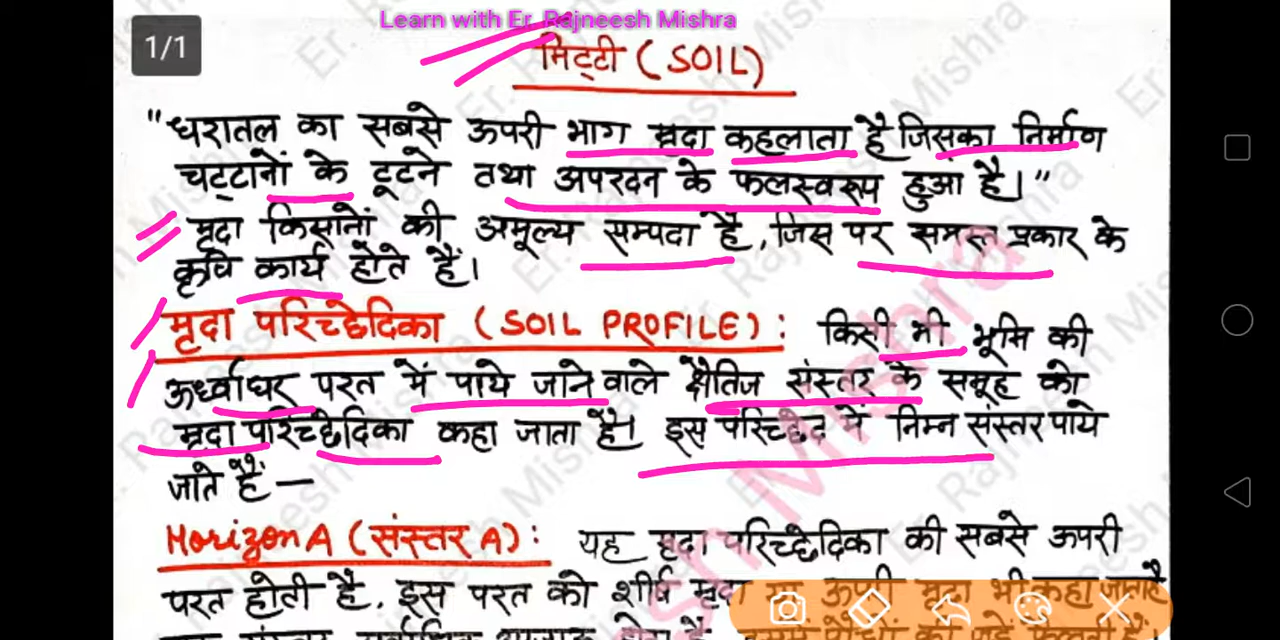 Learn with Er. Rajneesh Mishra
1/1
मिट्टी (SOIL)
"धरातल का सबसे ऊपरी भाग म्रदा कहलाता है जिसका निर्माण
चट्टानों के टूटने तथा अपरदन के फलस्वरूप हुआ है।"
मृदा किसानों की अमूल्य सम्पदा है, जिस पर समस्त प्रकार के
कृषि कार्य होते हैं।
मृदा परिच्छेदिका (SOIL PROFILE) : किसी भी भूमि की
ऊर्ध्वाधर परत में पाये जाने वाले क्षैतिज संस्तर के समूह को
म्रदा परिच्छेदिका कहा जाता है। इस परिच्छेद में निम्न संस्तर पाये
जाते हैं—
Horizon A (संस्तर A) : यह मृदा परिच्छेदिका की सबसे ऊपरी
परत होती है, इस परत को शीर्ष मृदा या ऊपरी मृदा भी कहा जाता है